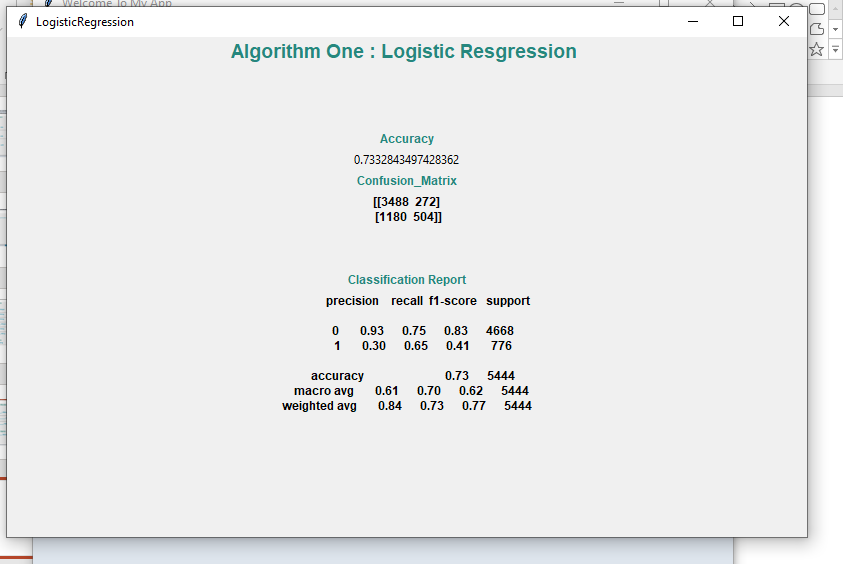 Welcome To My App
LogisticRegression
Algorithm One : Logistic Resgression
Accuracy
0.7332843497428362
Confusion_Matrix
[[3488 272]
[1180 504]]
Classification Report
precision recall f1-score support
0 0.93 0.75 0.83 4668
1 0.30 0.65 0.41 776
accuracy 0.73 5444
macro avg 0.61 0.70 0.62 5444
weighted avg 0.84 0.73 0.77 5444